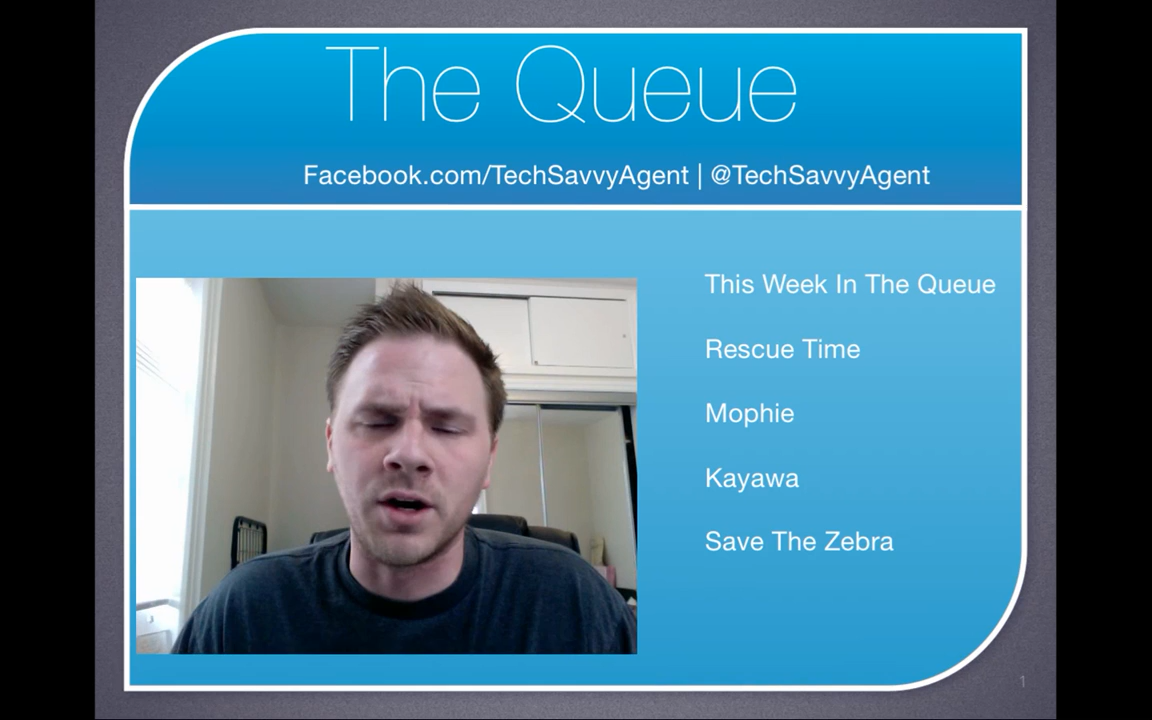 The Queue
Facebook.com/TechSavvyAgent | @TechSavvyAgent
This Week In The Queue
Rescue Time
Mophie
Kayawa
Save The Zebra
1